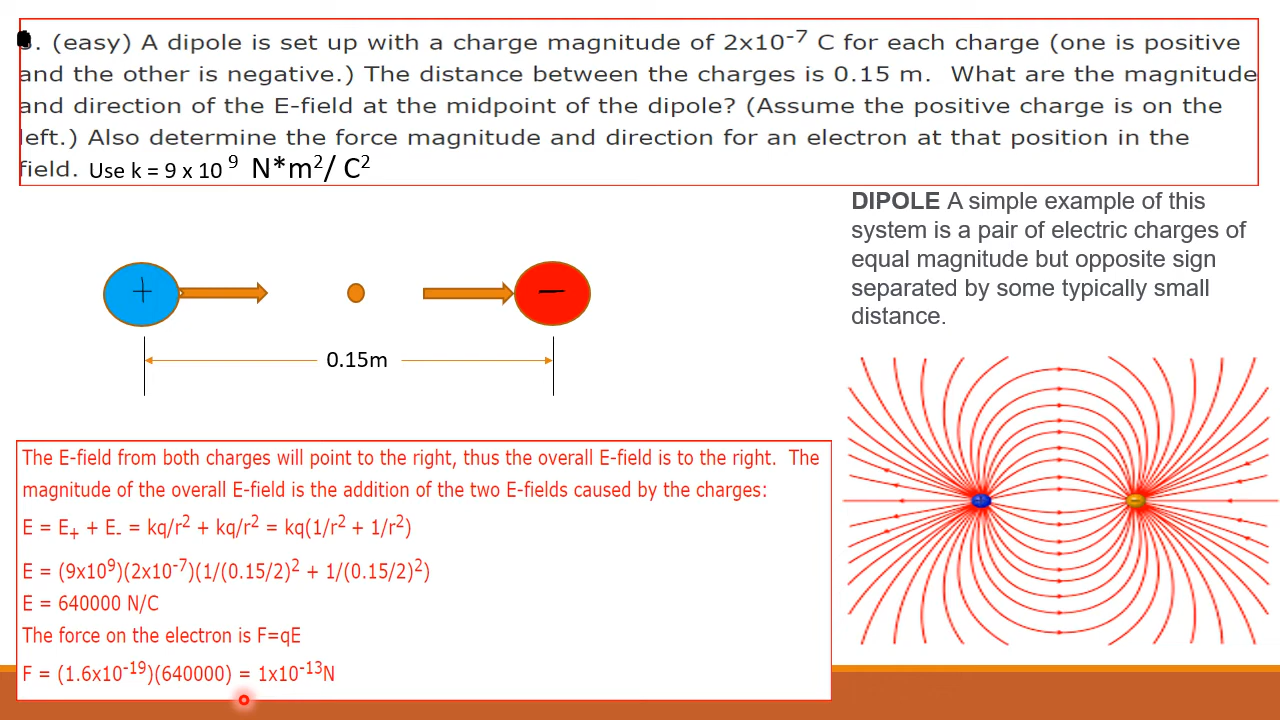 . (easy) A dipole is set up with a charge magnitude of 2x10⁻⁷ C for each charge (one is positive
and the other is negative.) The distance between the charges is 0.15 m. What are the magnitude
and direction of the E-field at the midpoint of the dipole? (Assume the positive charge is on the
left.) Also determine the force magnitude and direction for an electron at that position in the
field. Use k = 9 x 10⁹ N*m²/ C²
DIPOLE A simple example of this
system is a pair of electric charges of
equal magnitude but opposite sign
separated by some typically small
distance.
+ −
0.15m
The E-field from both charges will point to the right, thus the overall E-field is to the right. The
magnitude of the overall E-field is the addition of the two E-fields caused by the charges:
E = E₊ + E₋ = kq/r² + kq/r² = kq(1/r² + 1/r²)
E = (9x10⁹)(2x10⁻⁷)(1/(0.15/2)² + 1/(0.15/2)²)
E = 640000 N/C
The force on the electron is F=qE
F = (1.6x10⁻¹⁹)(640000) = 1x10⁻¹³N